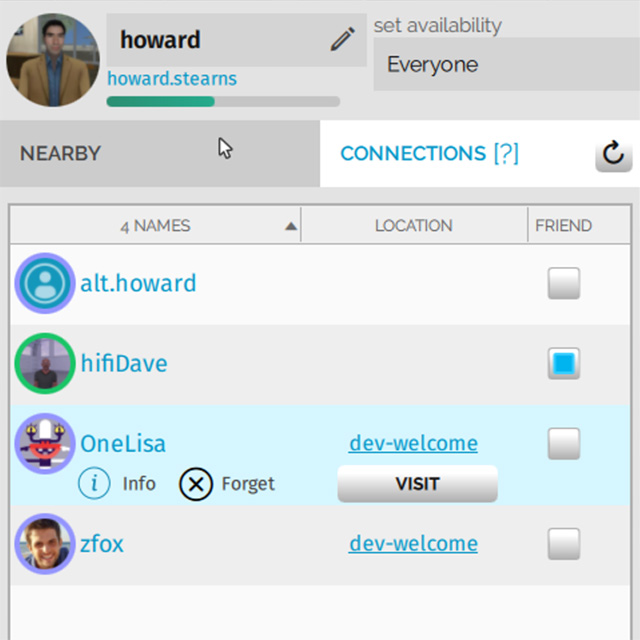 howard
set availability
howard.stearns
Everyone
NEARBY
CONNECTIONS [?]
4 NAMES
LOCATION
FRIEND
alt.howard
hifiDave
OneLisa
dev-welcome
i Info
Forget
VISIT
zfox
dev-welcome